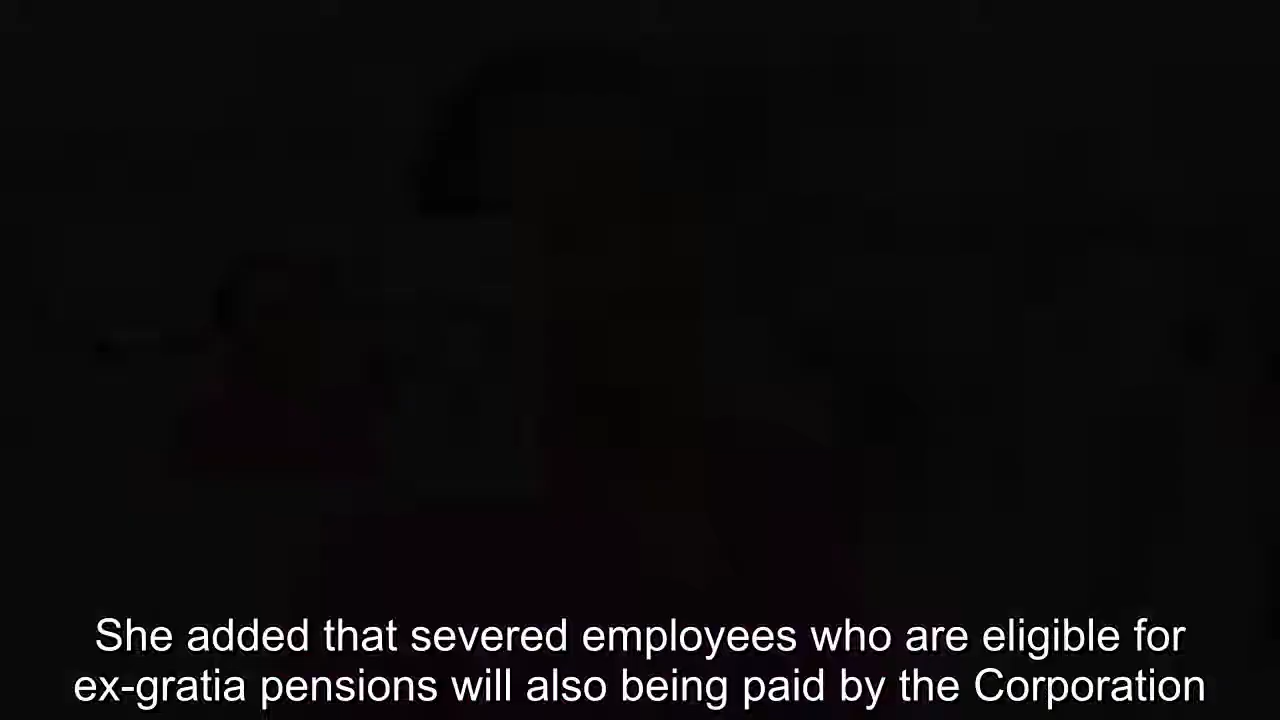 She added that severed employees who are eligible for
ex-gratia pensions will also being paid by the Corporation